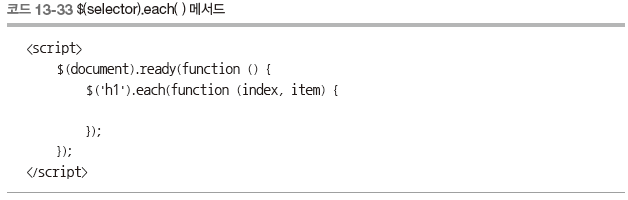 코드 13-33 $(selector).each( ) 메서드
<script>
    $(document).ready(function () {
        $('h1').each(function (index, item) {

        });
    });
</script>